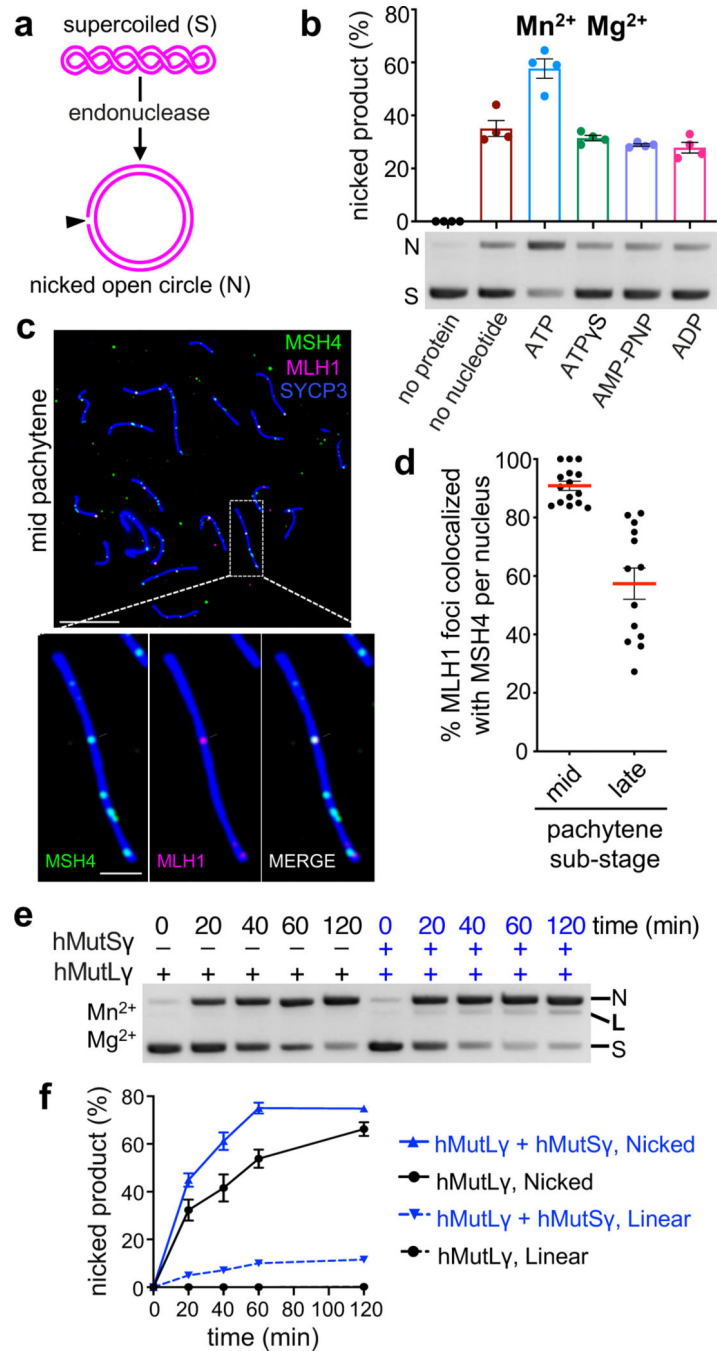 a
supercoiled (S)
endonuclease
nicked open circle (N)
b
Mn2+ Mg2+
nicked product (%)
80
60
40
20
0
N
S
no protein
no nucleotide
ATP
ATPγS
AMP-PNP
ADP
c
mid pachytene
MSH4
MLH1
SYCP3
MSH4
MLH1
MERGE
d
% MLH1 foci colocalized
with MSH4 per nucleus
100
80
60
40
20
0
mid
late
pachytene
sub-stage
e
0 20 40 60 120 0 20 40 60 120 time (min)
hMutSγ − − − − − + + + + +
hMutLγ + + + + + + + + + +
Mn2+
Mg2+
N
L
S
f
nicked product (%)
80
60
40
20
0
0 20 40 60 80 100 120
time (min)
hMutLγ + hMutSγ, Nicked
hMutLγ, Nicked
hMutLγ + hMutSγ, Linear
hMutLγ, Linear